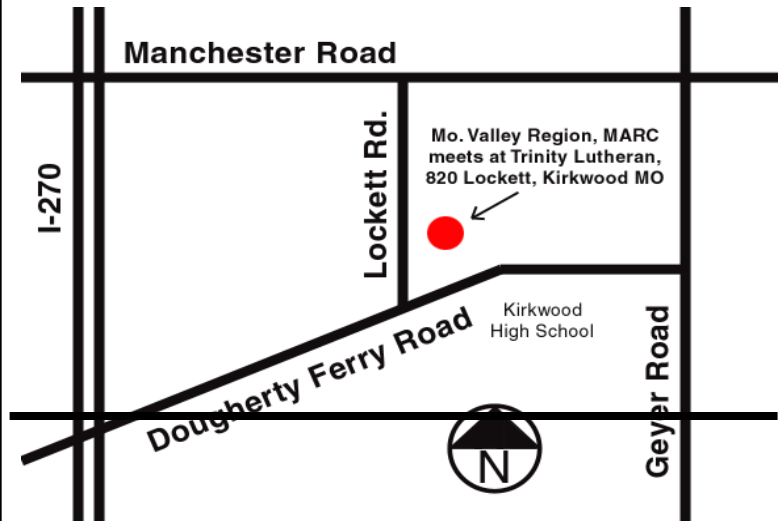 Manchester Road
I-270
Lockett Rd.
Mo. Valley Region, MARC
meets at Trinity Lutheran,
820 Lockett, Kirkwood MO
Kirkwood
High School
Dougherty Ferry Road
Geyer Road
N